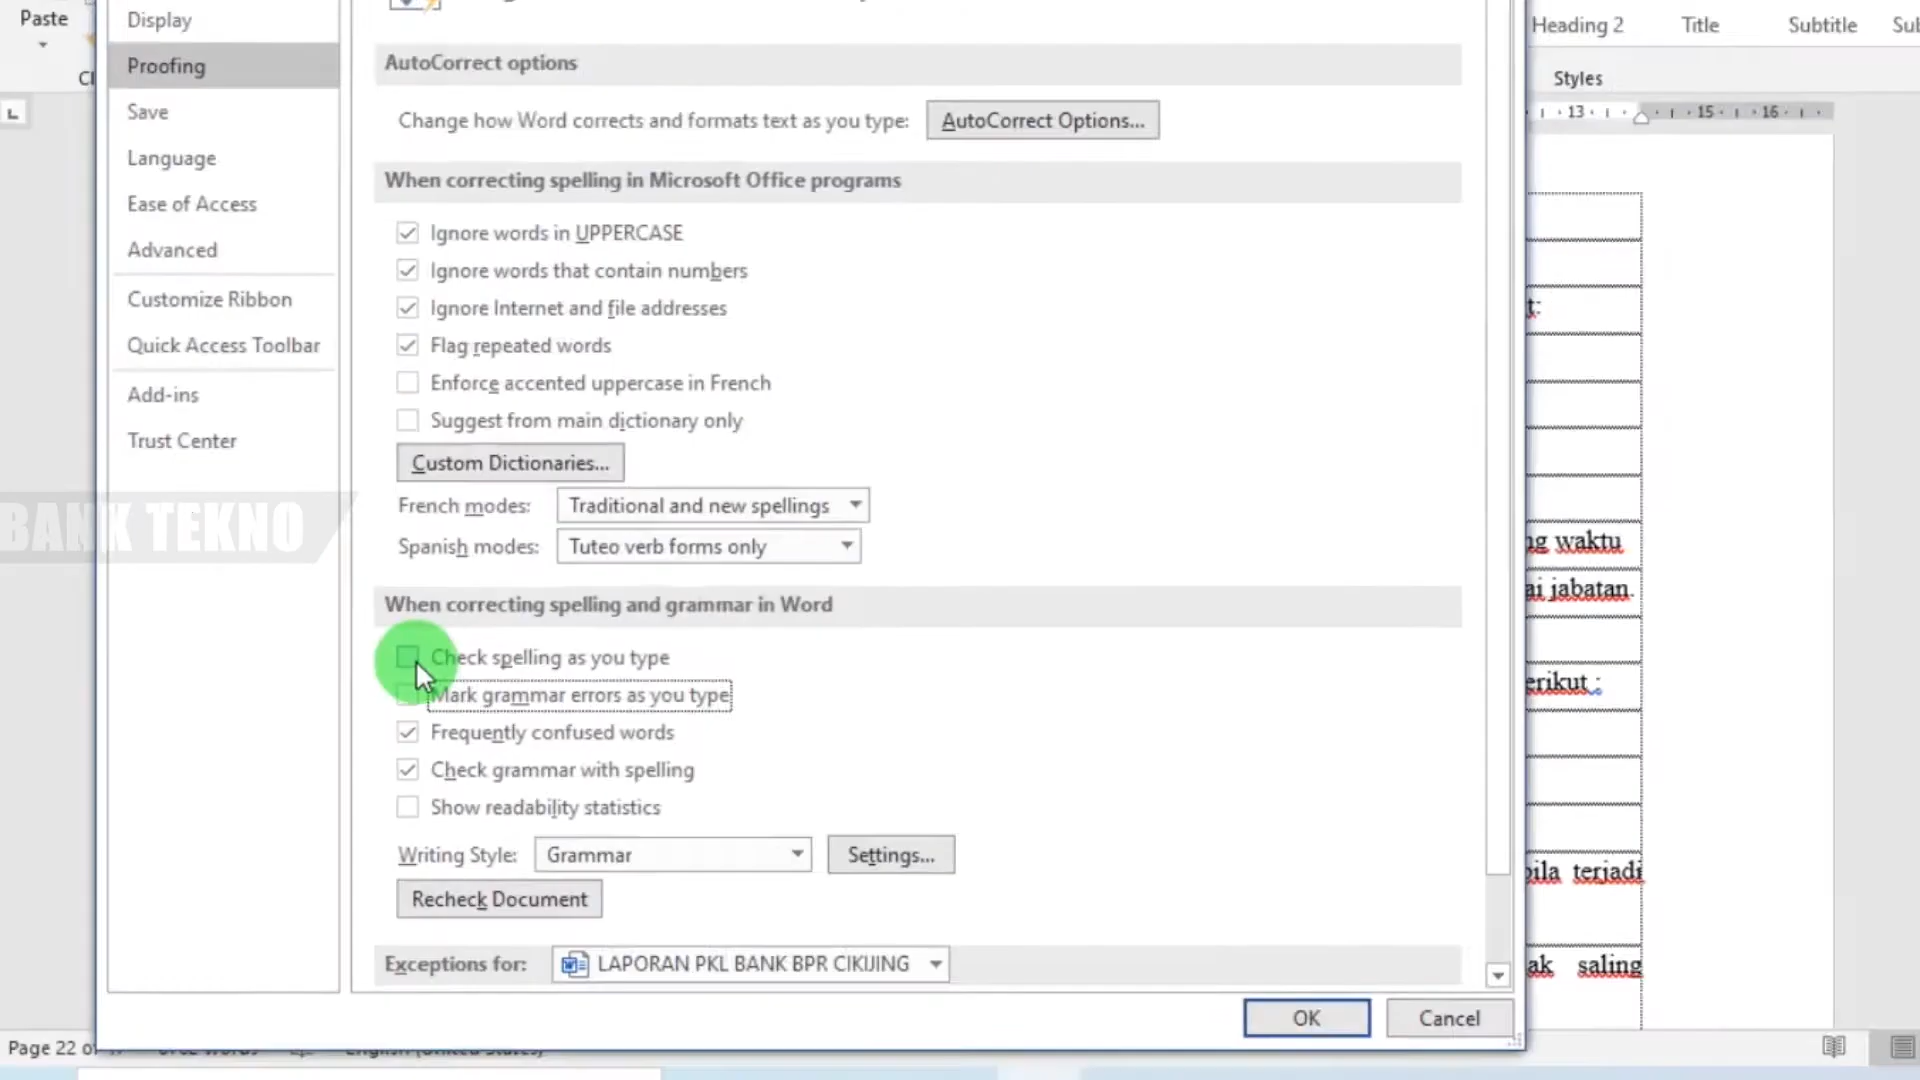 Paste
Display
Heading 2
Title
Subtitle
Proofing
AutoCorrect options
Styles
Save
Change how Word corrects and formats text as you type:
AutoCorrect Options...
13
15
16
Language
When correcting spelling in Microsoft Office programs
Ease of Access
Ignore words in UPPERCASE
Advanced
Ignore words that contain numbers
Customize Ribbon
Ignore Internet and file addresses
t:
Quick Access Toolbar
Flag repeated words
Add-ins
Enforce accented uppercase in French
Trust Center
Suggest from main dictionary only
Custom Dictionaries...
BANK TEKNO
French modes:
Traditional and new spellings
Spanish modes:
Tuteo verb forms only
ng waktu
ai jabatan.
When correcting spelling and grammar in Word
Check spelling as you type
Mark grammar errors as you type
erikut :
Frequently confused words
Check grammar with spelling
Show readability statistics
Writing Style:
Grammar
Settings...
bila terjadi
Recheck Document
Exceptions for:
LAPORAN PKL BANK BPR CIKIJING
ak saling
OK
Cancel
Page 22